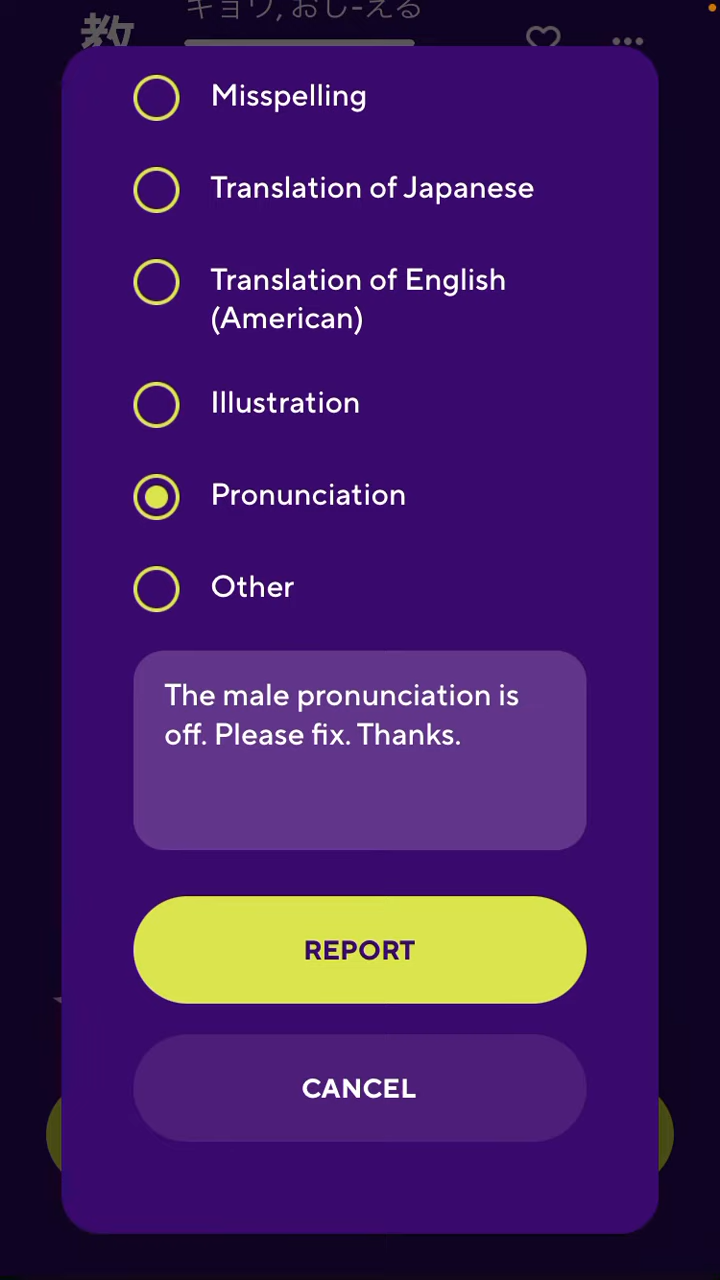 教
キョウ, おし-える
Misspelling
Translation of Japanese
Translation of English
(American)
Illustration
Pronunciation
Other
The male pronunciation is
off. Please fix. Thanks.
REPORT
CANCEL